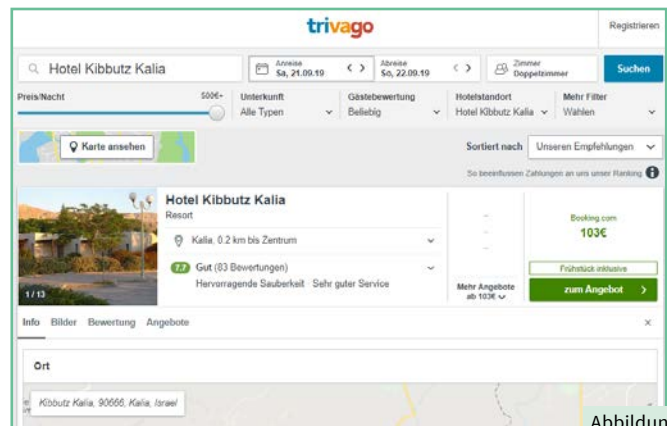 trivago
Registrieren
Hotel Kibbutz Kalia
Anreise
Sa, 21.09.19
Abreise
So, 22.09.19
Zimmer
Doppelzimmer
Suchen
Preis/Nacht
500€+
Unterkunft
Alle Typen
Gästebewertung
Beliebig
Hotelstandort
Hotel Kibbutz Kalia
Mehr Filter
Wählen
Karte ansehen
Sortiert nach
Unseren Empfehlungen
So beeinflussen Zahlungen an uns unser Ranking
Hotel Kibbutz Kalia
Resort
Kalia, 0.2 km bis Zentrum
7.7 Gut (83 Bewertungen)
Hervorragende Sauberkeit Sehr guter Service
1 / 13
Mehr Angebote
ab 103€
Booking.com
103€
Frühstück inklusive
zum Angebot
Info Bilder Bewertung Angebote
Ort
Kibbutz Kalia, 90666, Kalia, Israel
Abbildun